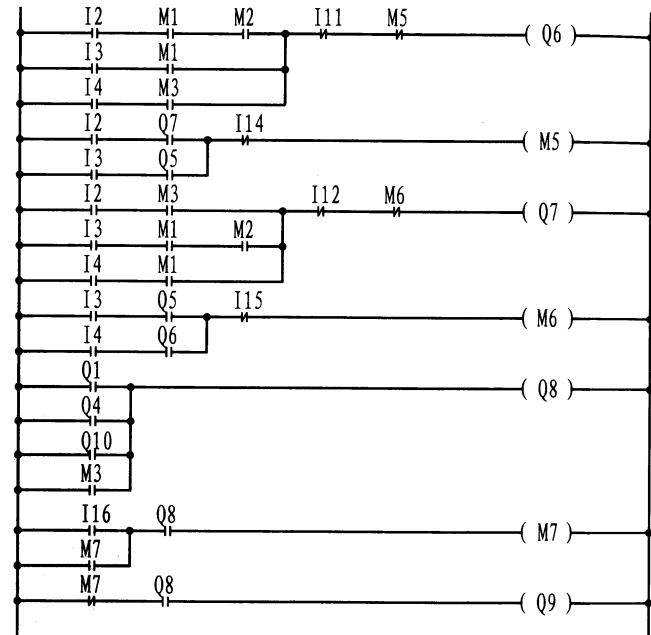 I2 M1 M2 I11 M5 ( Q6 )
I3 M1
I4 M3
I2 Q7 I14 ( M5 )
I3 Q5
I2 M3 I12 M6 ( Q7 )
I3 M1 M2
I4 M1
I3 Q5 I15 ( M6 )
I4 Q6
Q1 ( Q8 )
Q4
Q10
M3
I16 Q8 ( M7 )
M7
M7 Q8 ( Q9 )